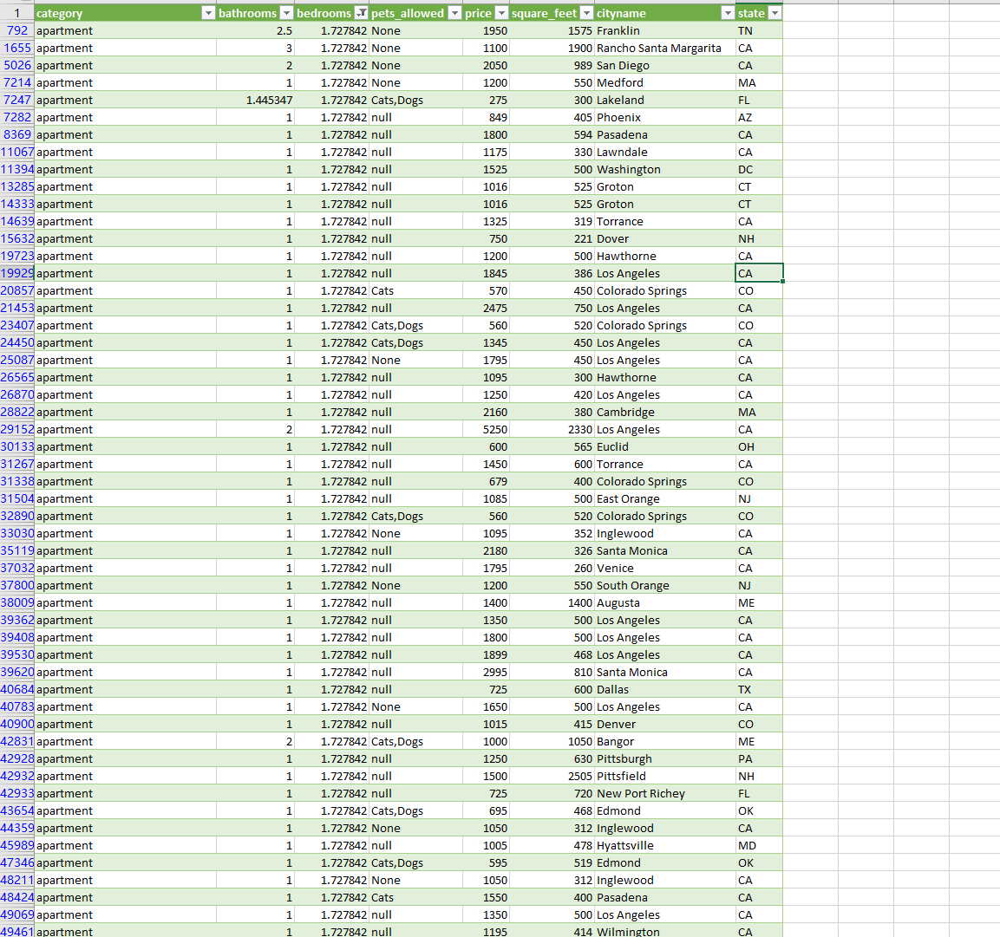 1 category bathrooms bedrooms pets_allowed price square_feet cityname state
792 apartment 2.5 1.727842 None 1950 1575 Franklin TN
1655 apartment 3 1.727842 None 1100 1900 Rancho Santa Margarita CA
5026 apartment 2 1.727842 None 2050 989 San Diego CA
7214 apartment 1 1.727842 None 1200 550 Medford MA
7247 apartment 1.445347 1.727842 Cats,Dogs 275 300 Lakeland FL
7282 apartment 1 1.727842 null 849 405 Phoenix AZ
8369 apartment 1 1.727842 null 1800 594 Pasadena CA
11067 apartment 1 1.727842 null 1175 330 Lawndale CA
11394 apartment 1 1.727842 null 1525 500 Washington DC
13285 apartment 1 1.727842 null 1016 525 Groton CT
14333 apartment 1 1.727842 null 1016 525 Groton CT
14639 apartment 1 1.727842 null 1325 319 Torrance CA
15632 apartment 1 1.727842 null 750 221 Dover NH
19723 apartment 1 1.727842 null 1200 500 Hawthorne CA
19929 apartment 1 1.727842 null 1845 386 Los Angeles CA
20857 apartment 1 1.727842 Cats 570 450 Colorado Springs CO
21453 apartment 1 1.727842 null 2475 750 Los Angeles CA
23407 apartment 1 1.727842 Cats,Dogs 560 520 Colorado Springs CO
24450 apartment 1 1.727842 Cats,Dogs 1345 450 Los Angeles CA
25087 apartment 1 1.727842 None 1795 450 Los Angeles CA
26565 apartment 1 1.727842 null 1095 300 Hawthorne CA
26870 apartment 1 1.727842 null 1250 420 Los Angeles CA
28822 apartment 1 1.727842 null 2160 380 Cambridge MA
29152 apartment 2 1.727842 null 5250 2330 Los Angeles CA
30133 apartment 1 1.727842 null 600 565 Euclid OH
31267 apartment 1 1.727842 null 1450 600 Torrance CA
31338 apartment 1 1.727842 null 679 400 Colorado Springs CO
31504 apartment 1 1.727842 null 1085 500 East Orange NJ
32890 apartment 1 1.727842 Cats,Dogs 560 520 Colorado Springs CO
33030 apartment 1 1.727842 None 1095 352 Inglewood CA
35119 apartment 1 1.727842 null 2180 326 Santa Monica CA
37032 apartment 1 1.727842 null 1795 260 Venice CA
37800 apartment 1 1.727842 None 1200 550 South Orange NJ
38009 apartment 1 1.727842 null 1400 1400 Augusta ME
39362 apartment 1 1.727842 null 1350 500 Los Angeles CA
39408 apartment 1 1.727842 null 1800 500 Los Angeles CA
39530 apartment 1 1.727842 null 1899 468 Los Angeles CA
39620 apartment 1 1.727842 null 2995 810 Santa Monica CA
40684 apartment 1 1.727842 null 725 600 Dallas TX
40783 apartment 1 1.727842 None 1650 500 Los Angeles CA
40900 apartment 1 1.727842 null 1015 415 Denver CO
42831 apartment 2 1.727842 Cats,Dogs 1000 1050 Bangor ME
42928 apartment 1 1.727842 null 1250 630 Pittsburgh PA
42932 apartment 1 1.727842 null 1500 2505 Pittsfield NH
42933 apartment 1 1.727842 null 725 720 New Port Richey FL
43654 apartment 1 1.727842 Cats,Dogs 695 468 Edmond OK
44359 apartment 1 1.727842 None 1050 312 Inglewood CA
45989 apartment 1 1.727842 null 1005 478 Hyattsville MD
47346 apartment 1 1.727842 Cats,Dogs 595 519 Edmond OK
48211 apartment 1 1.727842 None 1050 312 Inglewood CA
48424 apartment 1 1.727842 Cats 1550 400 Pasadena CA
49069 apartment 1 1.727842 null 1350 500 Los Angeles CA
49461 apartment 1 1.727842 null 1195 414 Wilmington CA